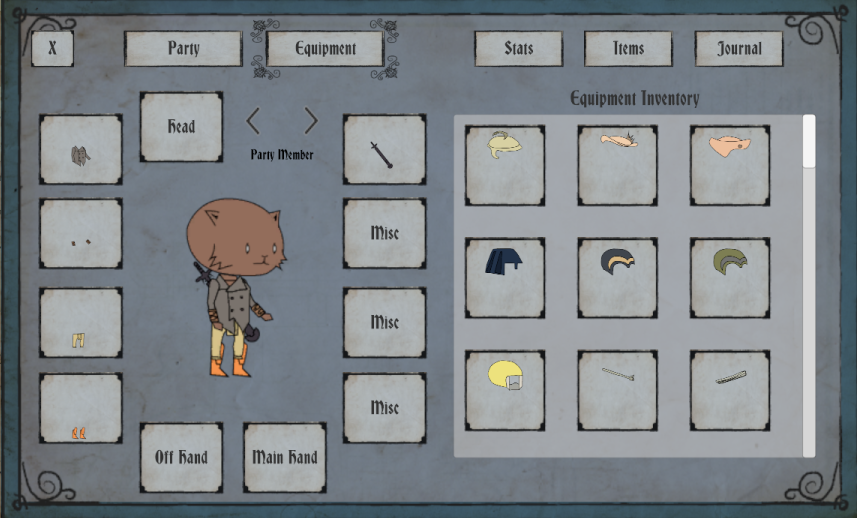 X
Party
Equipment
Stats
Items
Journal
Head
Party Member
Misc
Misc
Misc
Off Hand
Main Hand
Equipment Inventory